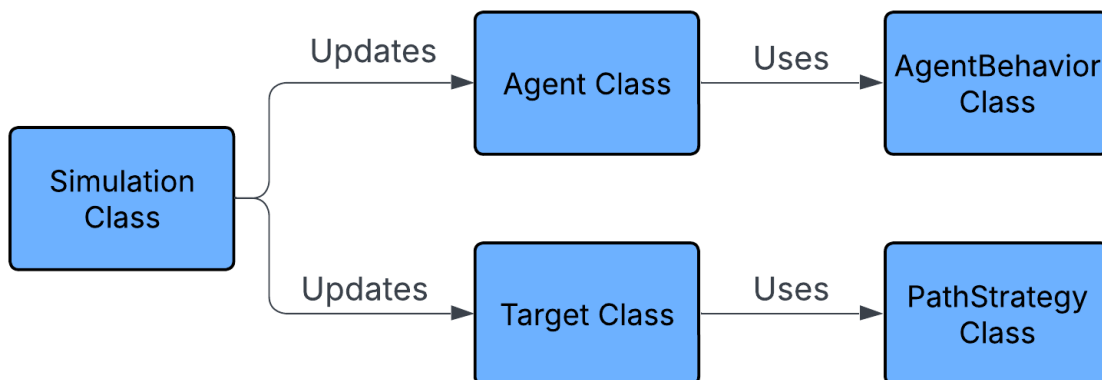 Updates
Agent Class
Uses
AgentBehavior
Class
Simulation
Class
Updates
Target Class
Uses
PathStrategy
Class